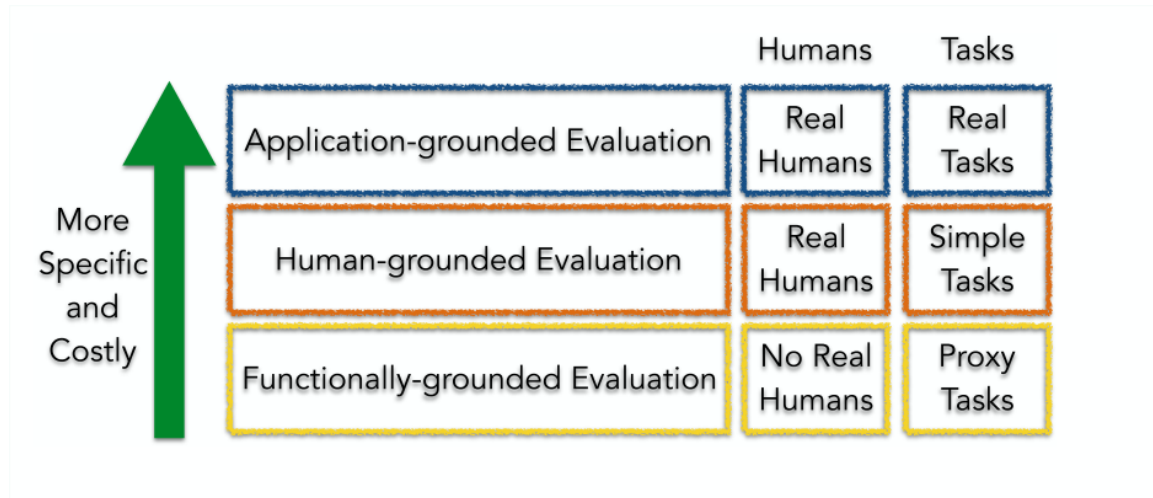 Humans Tasks
Application-grounded Evaluation
Real
Humans
Real
Tasks
More
Specific
and
Costly
Human-grounded Evaluation
Real
Humans
Simple
Tasks
Functionally-grounded Evaluation
No Real
Humans
Proxy
Tasks